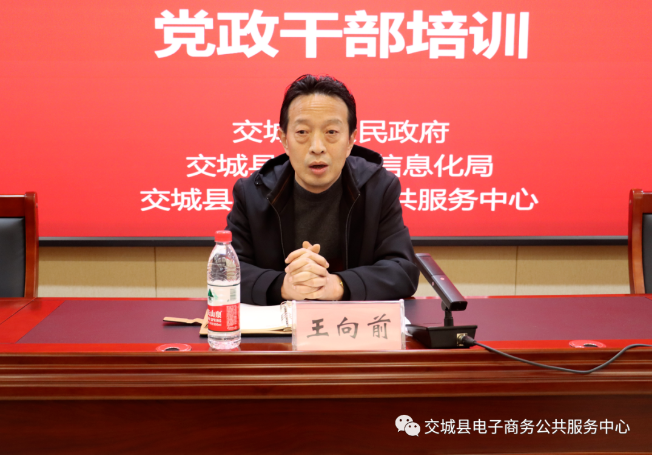 党政干部培训
交城 民政府
交城县 信息化局
交城县 共服务中心
王向前
交城县电子商务公共服务中心